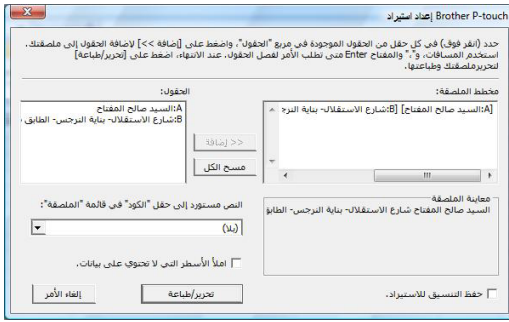 Brother P-touch إعداد استيراد
حدد (انقر فوق) في كل حقل من الحقول الموجودة في مربع "الحقول"، واضغط على [إضافة >>] لإضافة الحقول إلى ملصقتك.
استخدم المسافات، و","، والمفتاح Enter متى تطلب الأمر لفصل الحقول. عند الانتهاء، اضغط على [تحرير/طباعة]
لتحريرملصقتك وطباعتها.
مخطط الملصقة:
[A:السيد صالح المفتاح] [B:شارع الاستقلال- بناية النرج
الحقول:
A:السيد صالح المفتاح
B:شارع الاستقلال- بناية النرجس- الطابق
<< إضافة
مسح الكل
معاينة الملصقة
السيد صالح المفتاح شارع الاستقلال- بناية النرجس- الطابق
النص مستورد إلى حقل "الكود" في قائمة "الملصقة":
(بلا)
املأ الأسطر التي لا تحتوي على بيانات.
حفظ التنسيق للاستيراد.
تحرير/طباعة
إلغاء الأمر